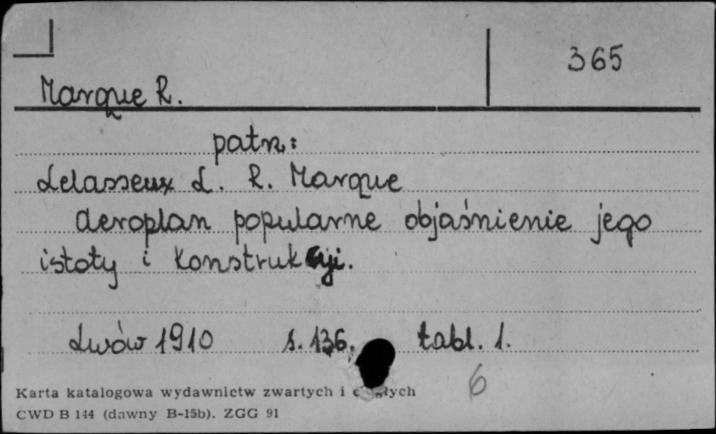 365
Marque R.
patrz:
Lelasseux L. R. Marque
Aeroplan popularne objaśnienie jego
istoty i konstrukcji.
Lwów 1910 s. 136. tabl. 1.
6
Karta katalogowa wydawnictw zwartych i
CWD B 144 (dawny B-15b). ZGG 91